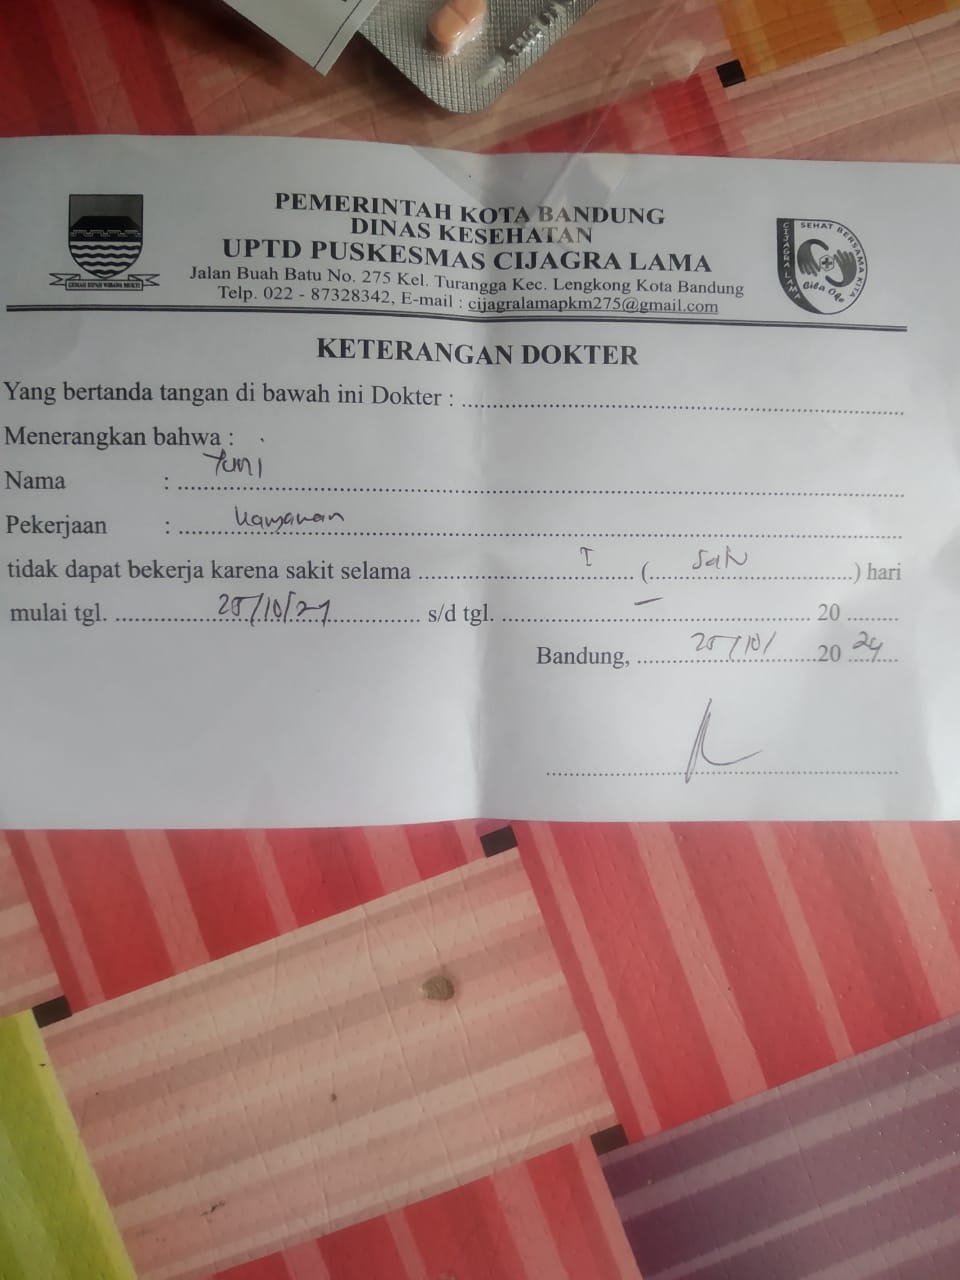 PEMERINTAH KOTA BANDUNG
DINAS KESEHATAN
UPTD PUSKESMAS CIJAGRA LAMA
Jalan Buah Batu No. 275 Kel. Turangga Kec. Lengkong Kota Bandung
Telp. 022 - 87328342, E-mail : cijagralamapkm275@gmail.com
SEHAT BERSAMA KITA
CIJAGRA LAMA
KETERANGAN DOKTER
Yang bertanda tangan di bawah ini Dokter :
Menerangkan bahwa :
Nama : Yuni
Pekerjaan : Karyawan
tidak dapat bekerja karena sakit selama I ( Satu ) hari
mulai tgl. 25/10/24 s/d tgl. — 20
Bandung, 25/10/ 20 24